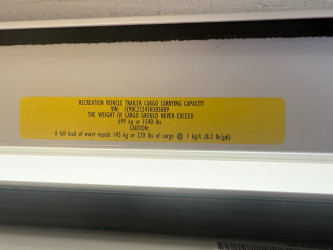 RECREATION VEHICLE TRAILER CARGO CARRYING CAPACITY
VIN:
THE WEIGHT OF CARGO SHOULD NEVER EXCEED
699 kg or 1540 lbs
CAUTION:
A full load of water equals 145 kg or 320 lbs of cargo @ 1 kg/L (8.3 lb/gal)